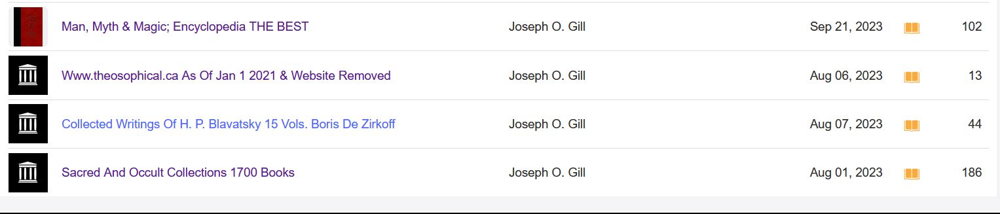 Man, Myth & Magic; Encyclopedia THE BEST Joseph O. Gill Sep 21, 2023 102
Www.theosophical.ca As Of Jan 1 2021 & Website Removed Joseph O. Gill Aug 06, 2023 13
Collected Writings Of H. P. Blavatsky 15 Vols. Boris De Zirkoff Joseph O. Gill Aug 07, 2023 44
Sacred And Occult Collections 1700 Books Joseph O. Gill Aug 01, 2023 186